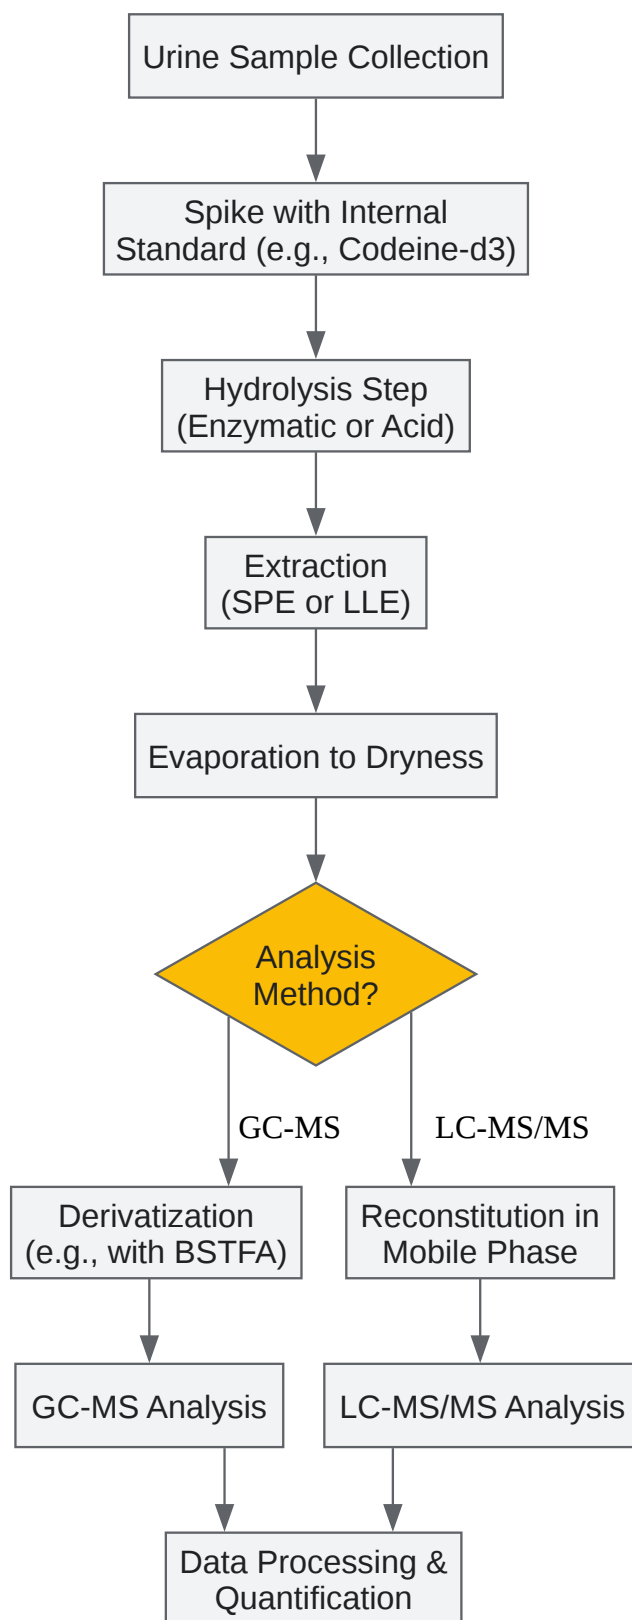 Urine Sample Collection
Spike with Internal
Standard (e.g., Codeine-d3)
Hydrolysis Step
(Enzymatic or Acid)
Extraction
(SPE or LLE)
Evaporation to Dryness
Analysis
Method?
GC-MS
LC-MS/MS
Derivatization
(e.g., with BSTFA)
Reconstitution in
Mobile Phase
GC-MS Analysis
LC-MS/MS Analysis
Data Processing &
Quantification